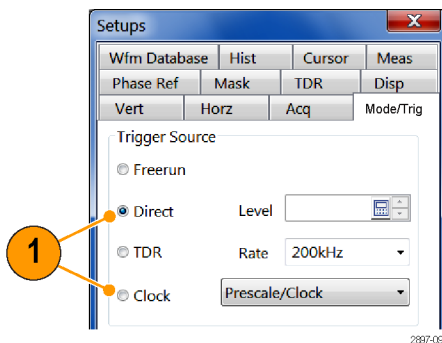 Setups
Wfm Database Hist Cursor Meas
Phase Ref Mask TDR Disp
Vert Horz Acq Mode/Trig
Trigger Source
Freerun
Direct Level
TDR Rate 200kHz
Clock Prescale/Clock
1